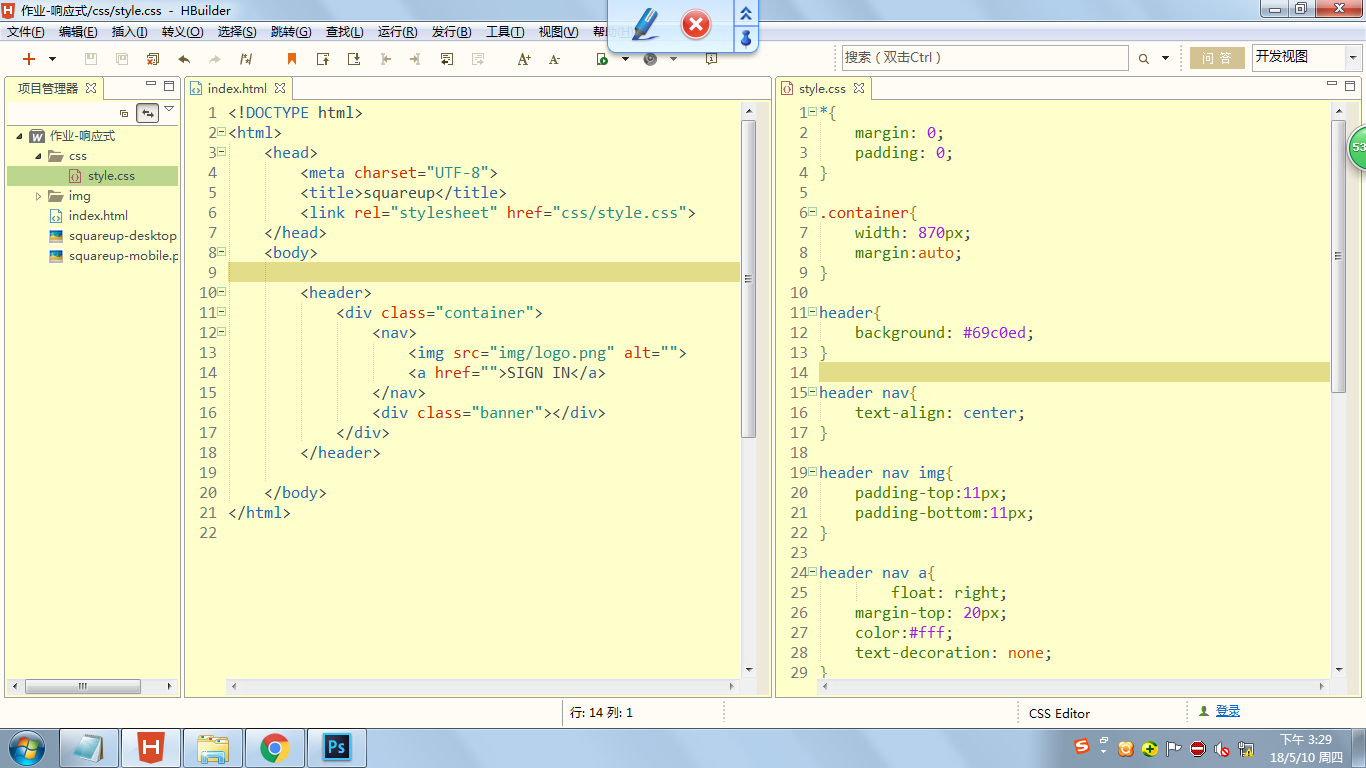 作业-响应式/css/style.css - HBuilder
文件(F) 编辑(E) 插入(I) 转义(O) 选择(S) 跳转(G) 查找(L) 运行(R) 发行(B) 工具(T) 视图(V)
搜索（双击Ctrl）
问 答
开发视图
项目管理器
作业-响应式
css
style.css
img
index.html
squareup-desktop
squareup-mobile.p
index.html
1 <!DOCTYPE html>
2 <html>
3 <head>
4 <meta charset="UTF-8">
5 <title>squareup</title>
6 <link rel="stylesheet" href="css/style.css">
7 </head>
8 <body>
9
10 <header>
11 <div class="container">
12 <nav>
13 <img src="img/logo.png" alt="">
14 <a href="">SIGN IN</a>
15 </nav>
16 <div class="banner"></div>
17 </div>
18 </header>
19
20 </body>
21 </html>
22
style.css
1 *{
2 margin: 0;
3 padding: 0;
4 }
5
6 .container{
7 width: 870px;
8 margin:auto;
9 }
10
11 header{
12 background: #69c0ed;
13 }
14
15 header nav{
16 text-align: center;
17 }
18
19 header nav img{
20 padding-top:11px;
21 padding-bottom:11px;
22 }
23
24 header nav a{
25 float: right;
26 margin-top: 20px;
27 color:#fff;
28 text-decoration: none;
29 }
53
行: 14 列: 1
CSS Editor
登录
Ps
下午 3:29
18/5/10 周四